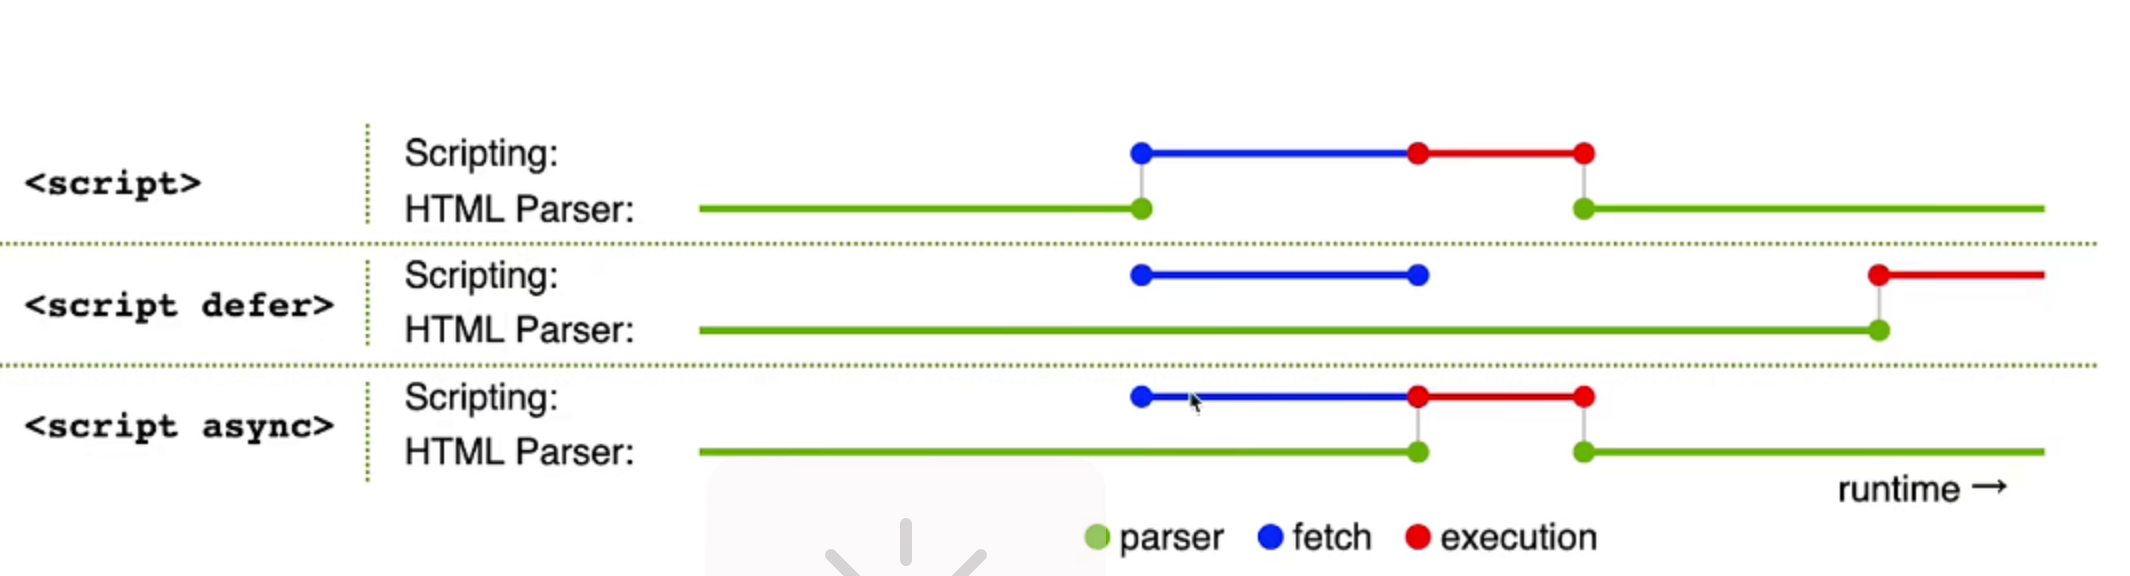 <script>
Scripting:
HTML Parser:
<script defer>
Scripting:
HTML Parser:
<script async>
Scripting:
HTML Parser:
runtime →
parser fetch execution